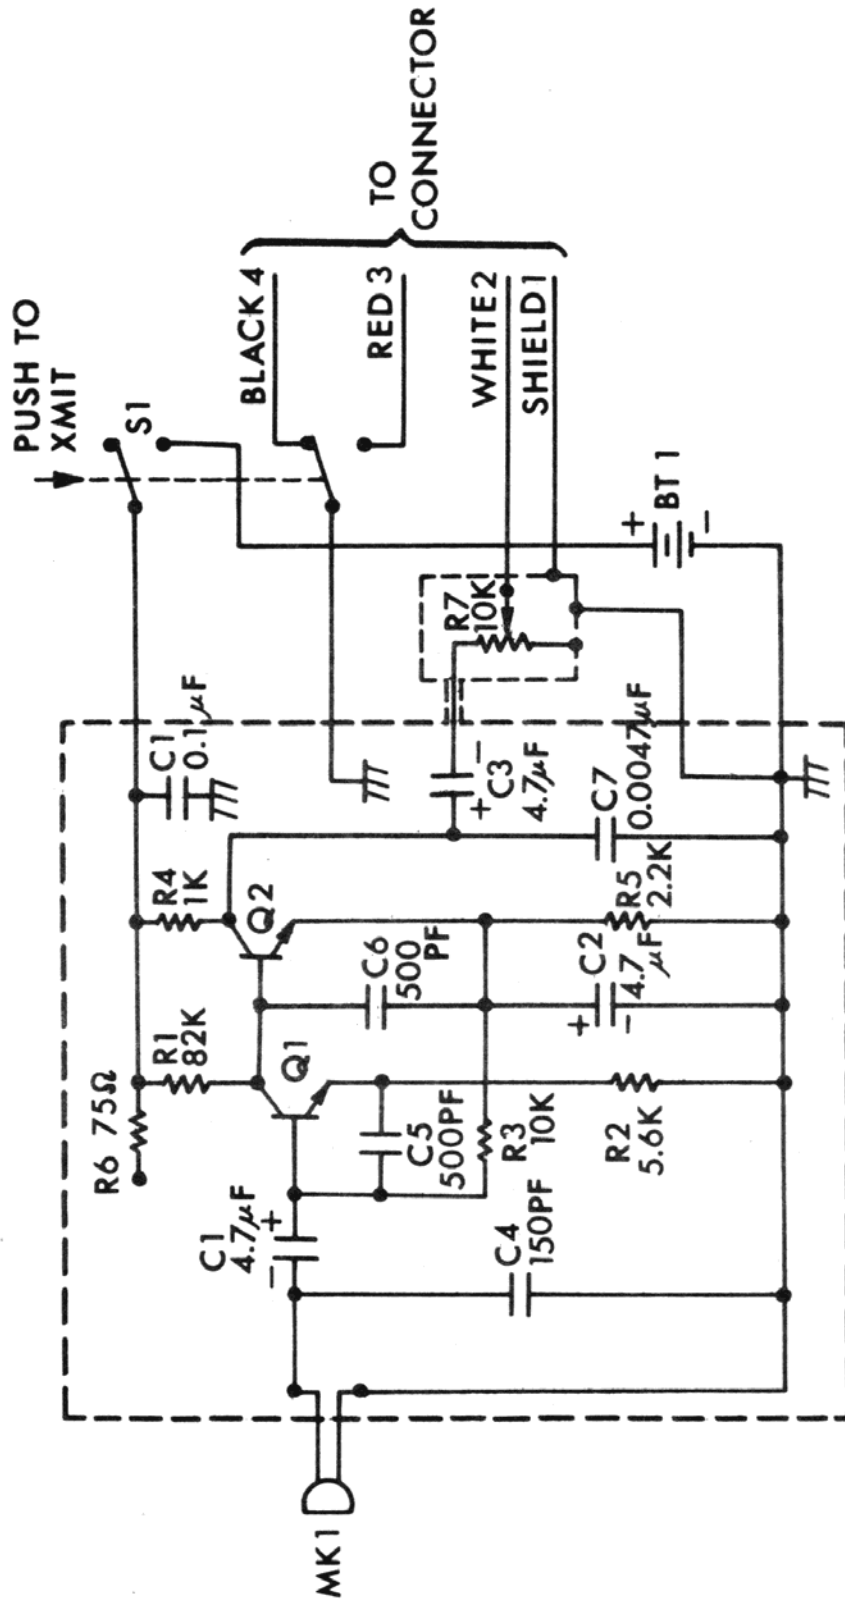 PUSH TO
XMIT
S1
BLACK 4
RED 3
WHITE 2
SHIELD 1
TO
CONNECTOR
BT 1
+
-
R7
10K
C1
0.1 µF
C3
4.7µF
+
-
C7
0.0047µF
R4
1K
Q2
C6
500
PF
R5
2.2K
C2
4.7
µF
+
-
R1
82K
Q1
R6 75Ω
C5
500PF
R3
10K
R2
5.6K
C1
4.7µF
-
+
C4
150PF
MK1